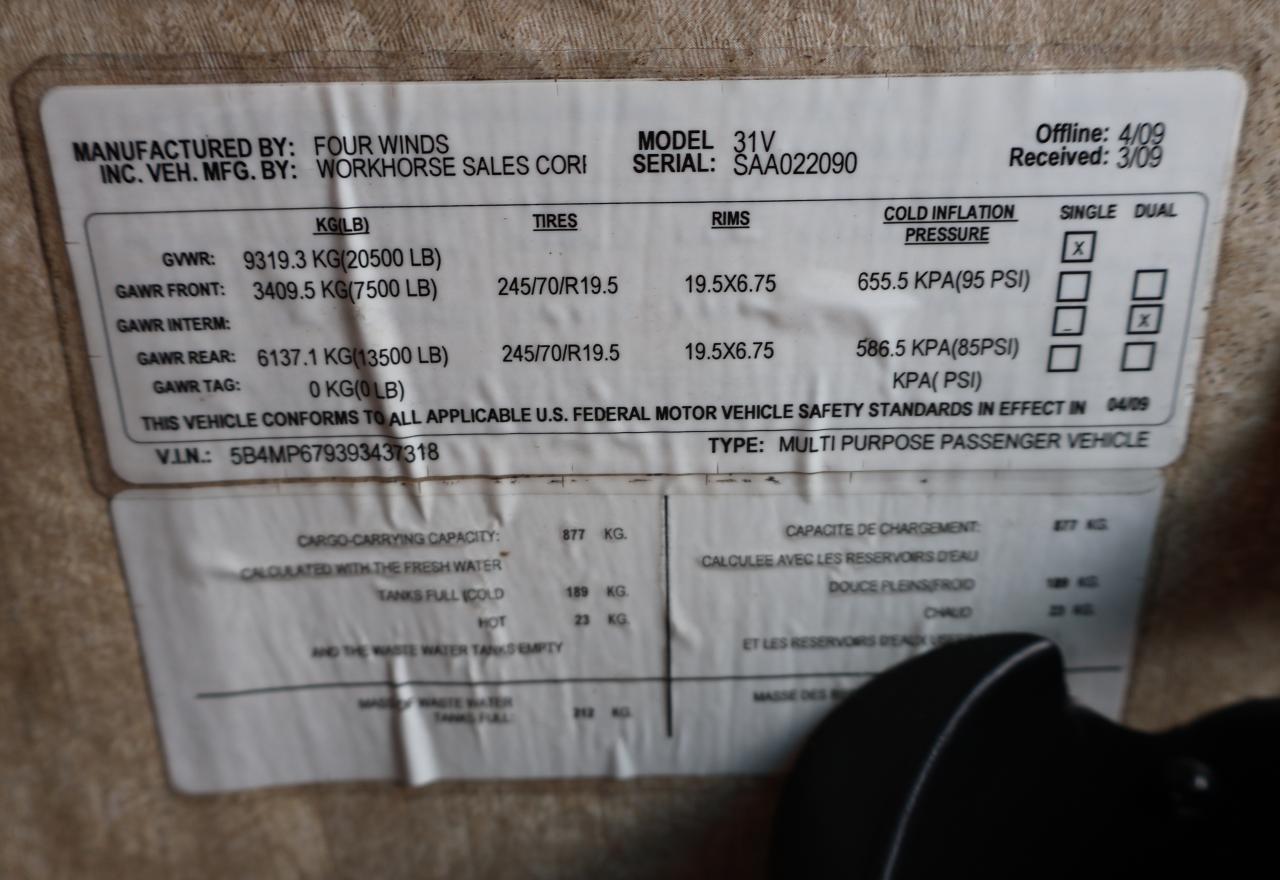 MANUFACTURED BY: FOUR WINDS MODEL 31V Offline: 4/09
INC. VEH. MFG. BY: WORKHORSE SALES CORP SERIAL: SAA022090 Received: 3/09
KG(LB) TIRES RIMS COLD INFLATION PRESSURE SINGLE DUAL
GVWR: 9319.3 KG(20500 LB) X
GAWR FRONT: 3409.5 KG(7500 LB) 245/70/R19.5 19.5X6.75 655.5 KPA(95 PSI)
GAWR INTERM: X
GAWR REAR: 6137.1 KG(13500 LB) 245/70/R19.5 19.5X6.75 586.5 KPA(85PSI)
GAWR TAG: 0 KG(0 LB) KPA( PSI)
THIS VEHICLE CONFORMS TO ALL APPLICABLE U.S. FEDERAL MOTOR VEHICLE SAFETY STANDARDS IN EFFECT IN 04/09
V.I.N.: 5B4MP679393437318 TYPE: MULTI PURPOSE PASSENGER VEHICLE
CARGO-CARRYING CAPACITY: 877 KG.
CALCULATED WITH THE FRESH WATER
TANKS FULL (COLD 189 KG.
HOT 23 KG.
AND THE WASTE WATER TANKS EMPTY
MASS OF WASTE WATER
TANKS FULL: 212 KG.
CAPACITE DE CHARGEMENT: 877 KG.
CALCULEE AVEC LES RESERVOIRS D'EAU
DOUCE PLEINS(FROID 189 KG.
CHAUD 23 KG.
ET LES RESERVOIRS D'EAUX
MASSE DES